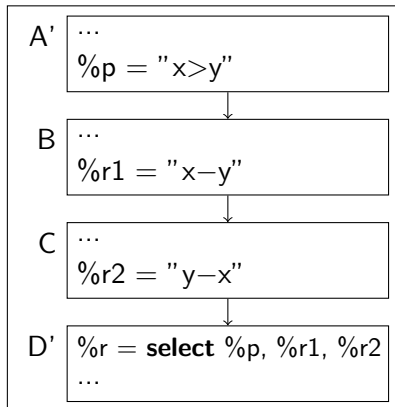 A'
...
%p = "x>y"
B
...
%r1 = "x−y"
C
...
%r2 = "y−x"
D'
%r = select %p, %r1, %r2
...